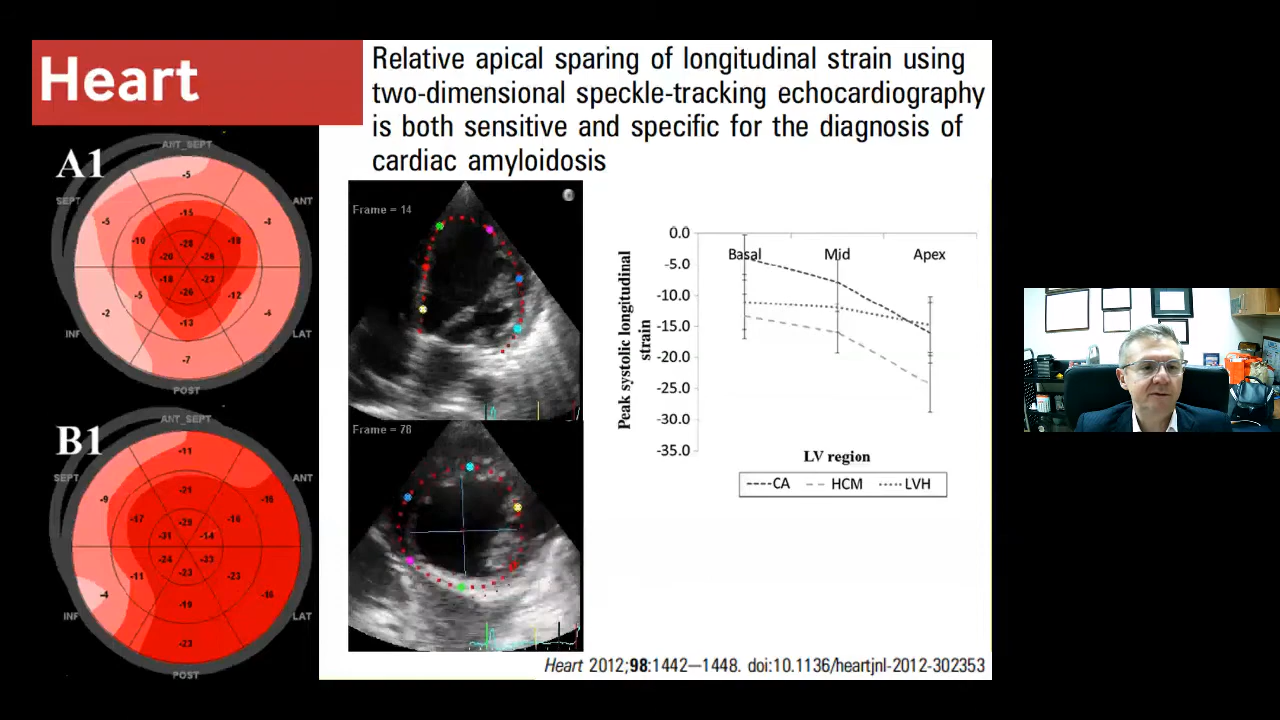 Heart
Relative apical sparing of longitudinal strain using
two-dimensional speckle-tracking echocardiography
is both sensitive and specific for the diagnosis of
cardiac amyloidosis
A1
ANT_SEPT
SEPT
ANT
INF
LAT
POST
-5
-5
-2
-7
-15
-10
-18
-5
-12
-13
-28
-20
-26
-18
-23
-26
B1
ANT_SEPT
SEPT
ANT
INF
LAT
POST
-11
-9
-16
-4
-16
-23
-21
-17
-18
-11
-23
-19
-29
-31
-14
-24
-33
-23
Frame = 14
Frame = 78
Peak systolic longitudinal
strain
0.0
-5.0
-10.0
-15.0
-20.0
-25.0
-30.0
-35.0
Basal
Mid
Apex
LV region
CA
HCM
LVH
Heart 2012;98:1442–1448. doi:10.1136/heartjnl-2012-302353